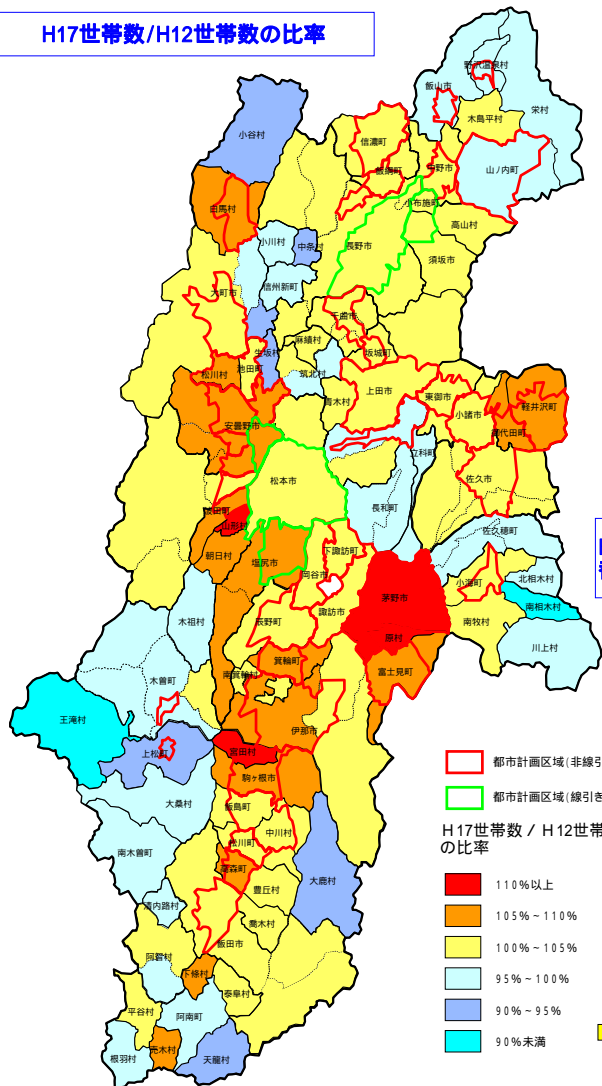 H17世帯数/H12世帯数の比率
野沢温泉村
飯山市
栄村
木島平村
小谷村
信濃町
飯綱町
中野市
山ノ内町
白馬村
小布施町
高山村
小川村
中条村
長野市
須坂市
信州新町
大町市
千曲市
麻績村
生坂村
坂城町
松川村
池田町
筑北村
上田市
東御市
軽井沢町
青木村
小諸市
御代田町
安曇野市
立科町
松本市
佐久市
長和町
波田町
山形村
佐久穂町
朝日村
塩尻市
下諏訪町
岡谷市
北相木村
小海町
茅野市
南相木村
諏訪市
木祖村
辰野町
南牧村
原村
川上村
箕輪町
富士見町
南箕輪村
木曽町
王滝村
伊那市
上松町
宮田村
駒ヶ根市
大桑村
飯島町
中川村
松川町
南木曽町
高森町
大鹿村
豊丘村
清内路村
喬木村
飯田市
阿智村
下條村
泰阜村
平谷村
阿南町
売木村
根羽村
天龍村
都市計画区域(非線引
都市計画区域(線引き
H17世帯数/H12世帯
の比率
110%以上
105%~110%
100%~105%
95%~100%
90%~95%
90%未満